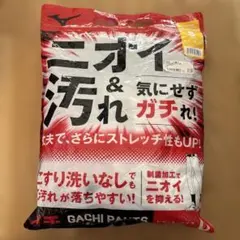 MIZUNO
ニオイ
&
汚れ
気にせず
ガチれ!
丈夫で、さらにストレッチ性もUP!
こすり洗いなしでも
汚れが落ちやすい!
制菌加工で
ニオイ
を抑える!
GACHI PANTS